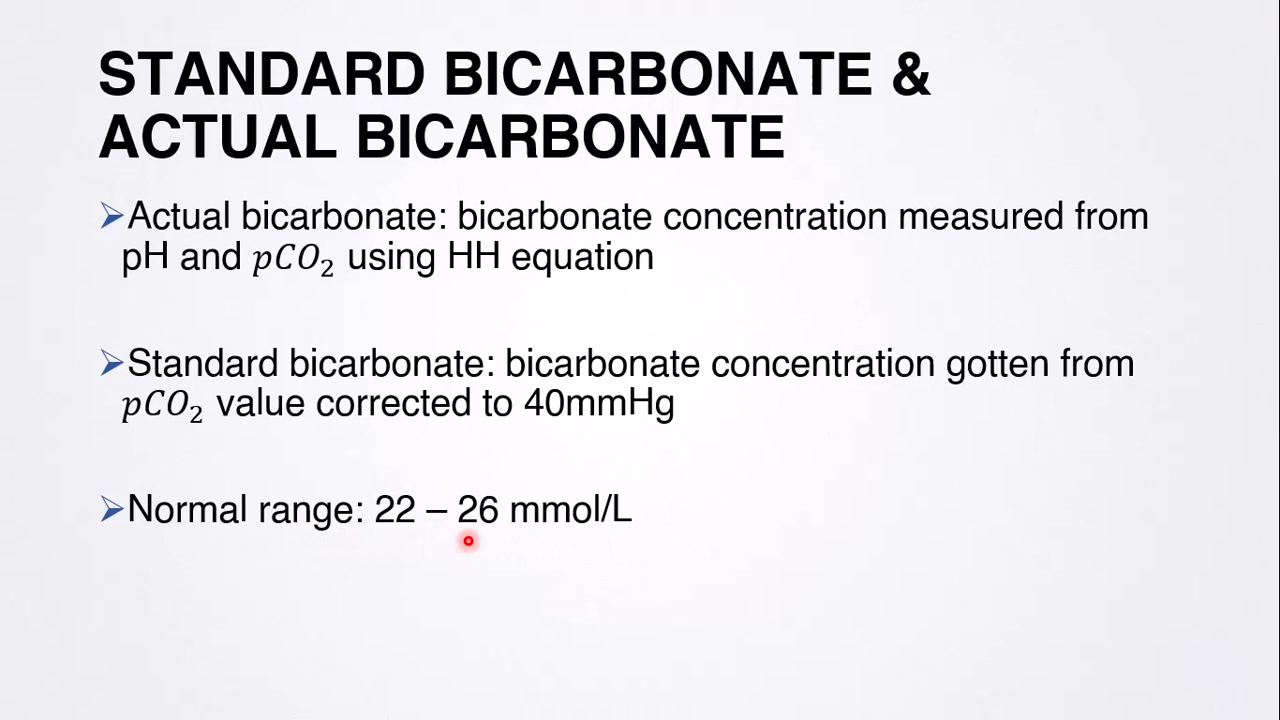 STANDARD BICARBONATE &
ACTUAL BICARBONATE
➢Actual bicarbonate: bicarbonate concentration measured from
pH and pCO₂ using HH equation
➢Standard bicarbonate: bicarbonate concentration gotten from
pCO₂ value corrected to 40mmHg
➢Normal range: 22 – 26 mmol/L